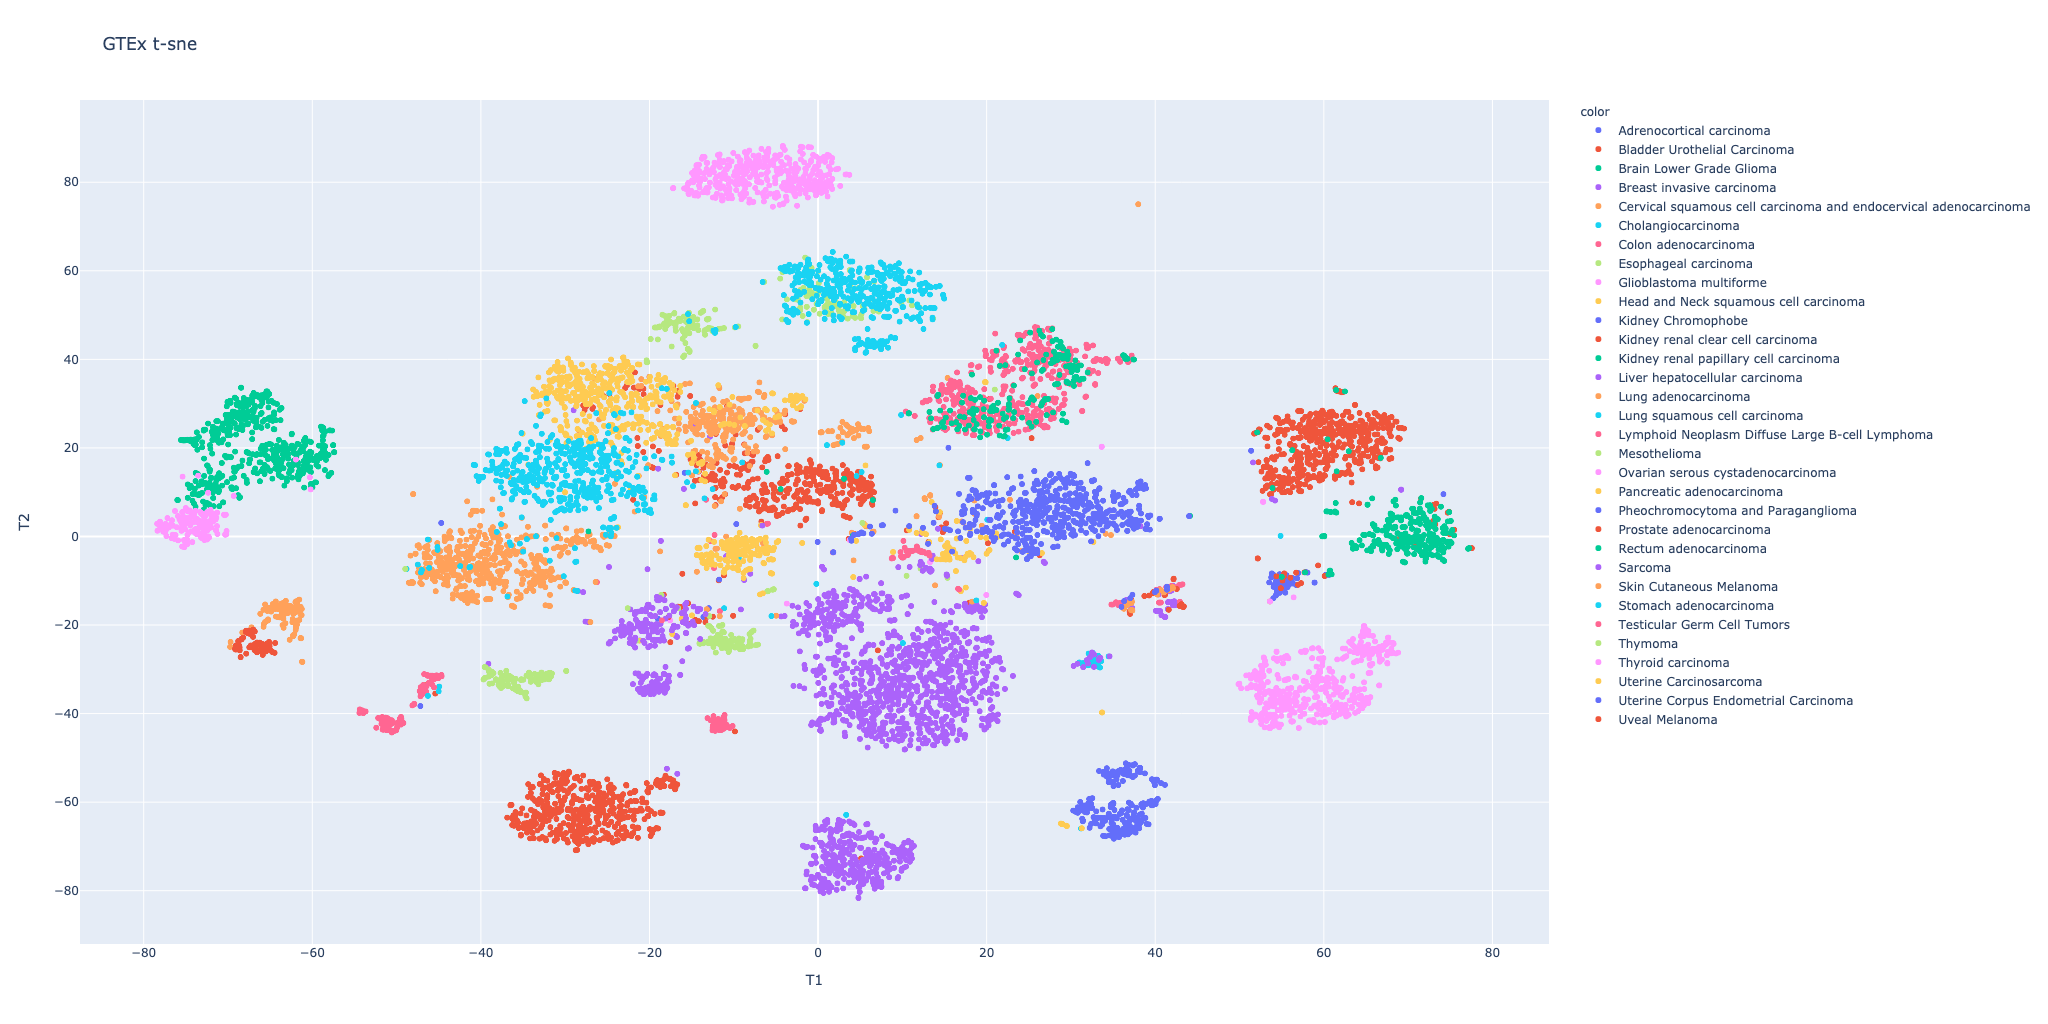 GTEx t-sne
color
Adrenocortical carcinoma
Bladder Urothelial Carcinoma
Brain Lower Grade Glioma
Breast invasive carcinoma
Cervical squamous cell carcinoma and endocervical adenocarcinoma
Cholangiocarcinoma
Colon adenocarcinoma
Esophageal carcinoma
Glioblastoma multiforme
Head and Neck squamous cell carcinoma
Kidney Chromophobe
Kidney renal clear cell carcinoma
Kidney renal papillary cell carcinoma
Liver hepatocellular carcinoma
Lung adenocarcinoma
Lung squamous cell carcinoma
Lymphoid Neoplasm Diffuse Large B-cell Lymphoma
Mesothelioma
Ovarian serous cystadenocarcinoma
Pancreatic adenocarcinoma
Pheochromocytoma and Paraganglioma
Prostate adenocarcinoma
Rectum adenocarcinoma
Sarcoma
Skin Cutaneous Melanoma
Stomach adenocarcinoma
Testicular Germ Cell Tumors
Thymoma
Thyroid carcinoma
Uterine Carcinosarcoma
Uterine Corpus Endometrial Carcinoma
Uveal Melanoma
80
60
40
20
0
−20
−40
−60
−80
T2
−80 −60 −40 −20 0 20 40 60 80
T1